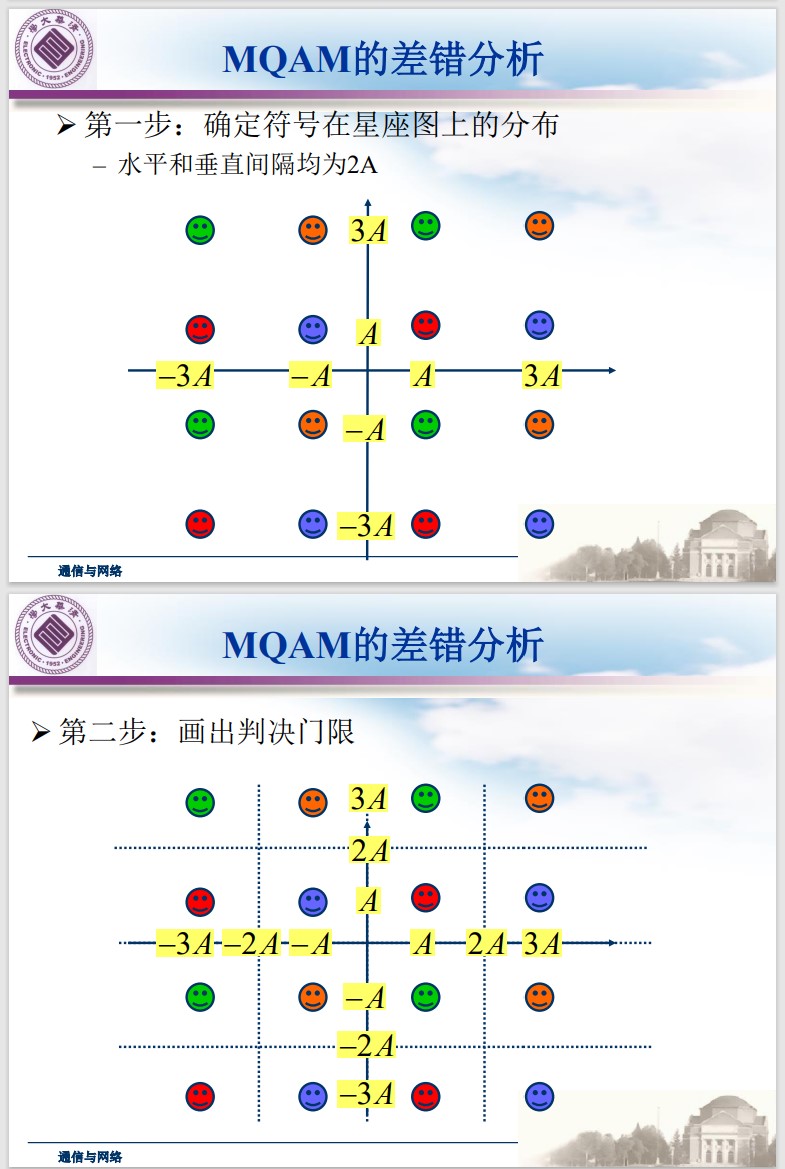 MQAM的差错分析
➢ 第一步：确定符号在星座图上的分布
– 水平和垂直间隔均为2A
3A
A
−3A −A A 3A
−A
−3A
通信与网络
MQAM的差错分析
➢ 第二步：画出判决门限
3A
2A
A
−3A −2A −A A 2A 3A
−A
−2A
−3A
通信与网络